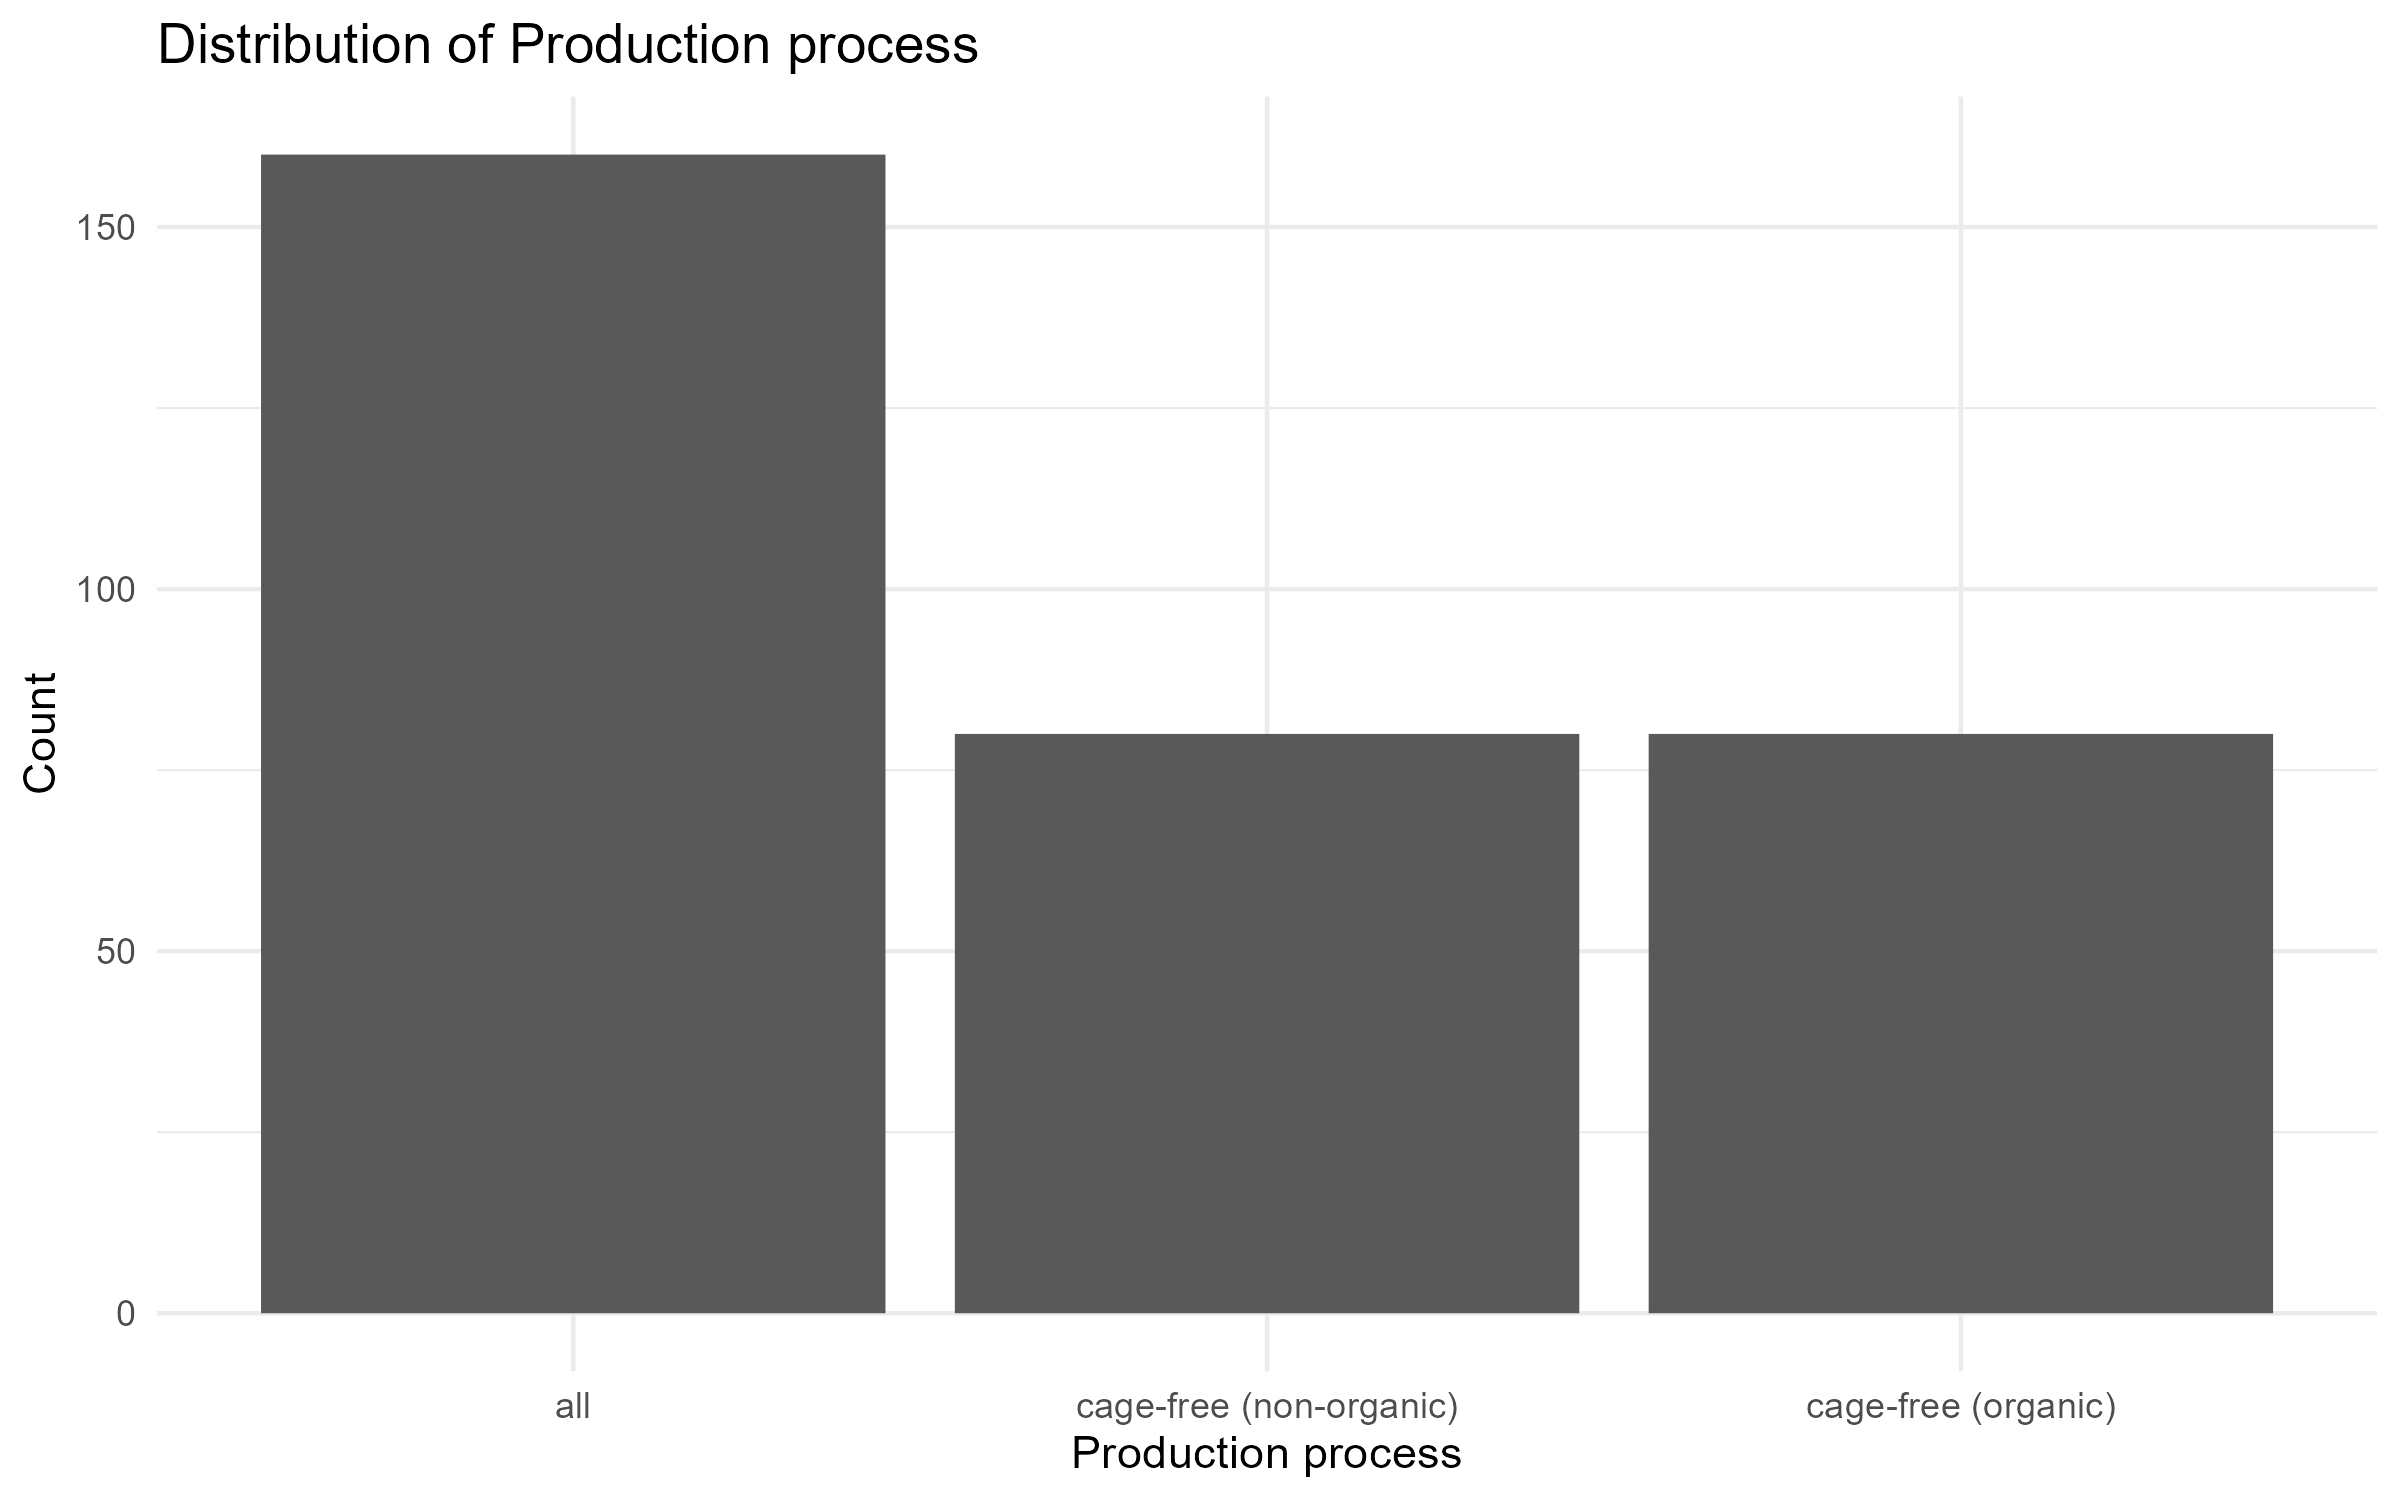 Distribution of Production process
150
100
50
0
Count
all
cage-free (non-organic)
cage-free (organic)
Production process